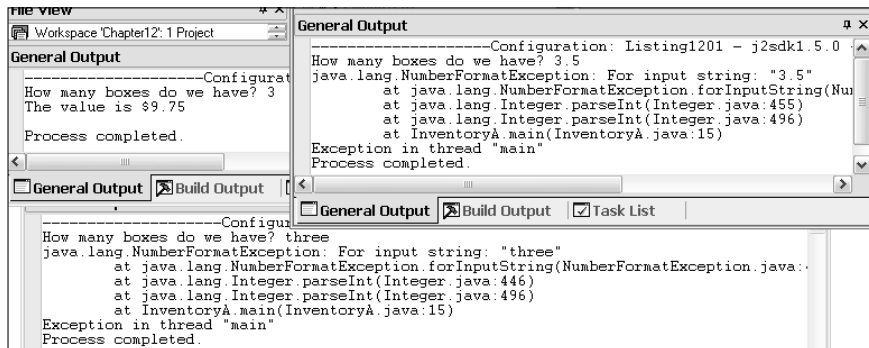 File View
Workspace 'Chapter12': 1 Project
General Output
--------------------Configurat
How many boxes do we have? 3
The value is $9.75
Process completed.
General Output Build Output
General Output
--------------------Configuration: Listing1201 - j2sdk1.5.0 -
How many boxes do we have? 3.5
java.lang.NumberFormatException: For input string: "3.5"
at java.lang.NumberFormatException.forInputString(Num
at java.lang.Integer.parseInt(Integer.java:455)
at java.lang.Integer.parseInt(Integer.java:496)
at InventoryA.main(InventoryA.java:15)
Exception in thread "main"
Process completed.
General Output Build Output Task List
--------------------Configur
How many boxes do we have? three
java.lang.NumberFormatException: For input string: "three"
at java.lang.NumberFormatException.forInputString(NumberFormatException.java:
at java.lang.Integer.parseInt(Integer.java:446)
at java.lang.Integer.parseInt(Integer.java:496)
at InventoryA.main(InventoryA.java:15)
Exception in thread "main"
Process completed.